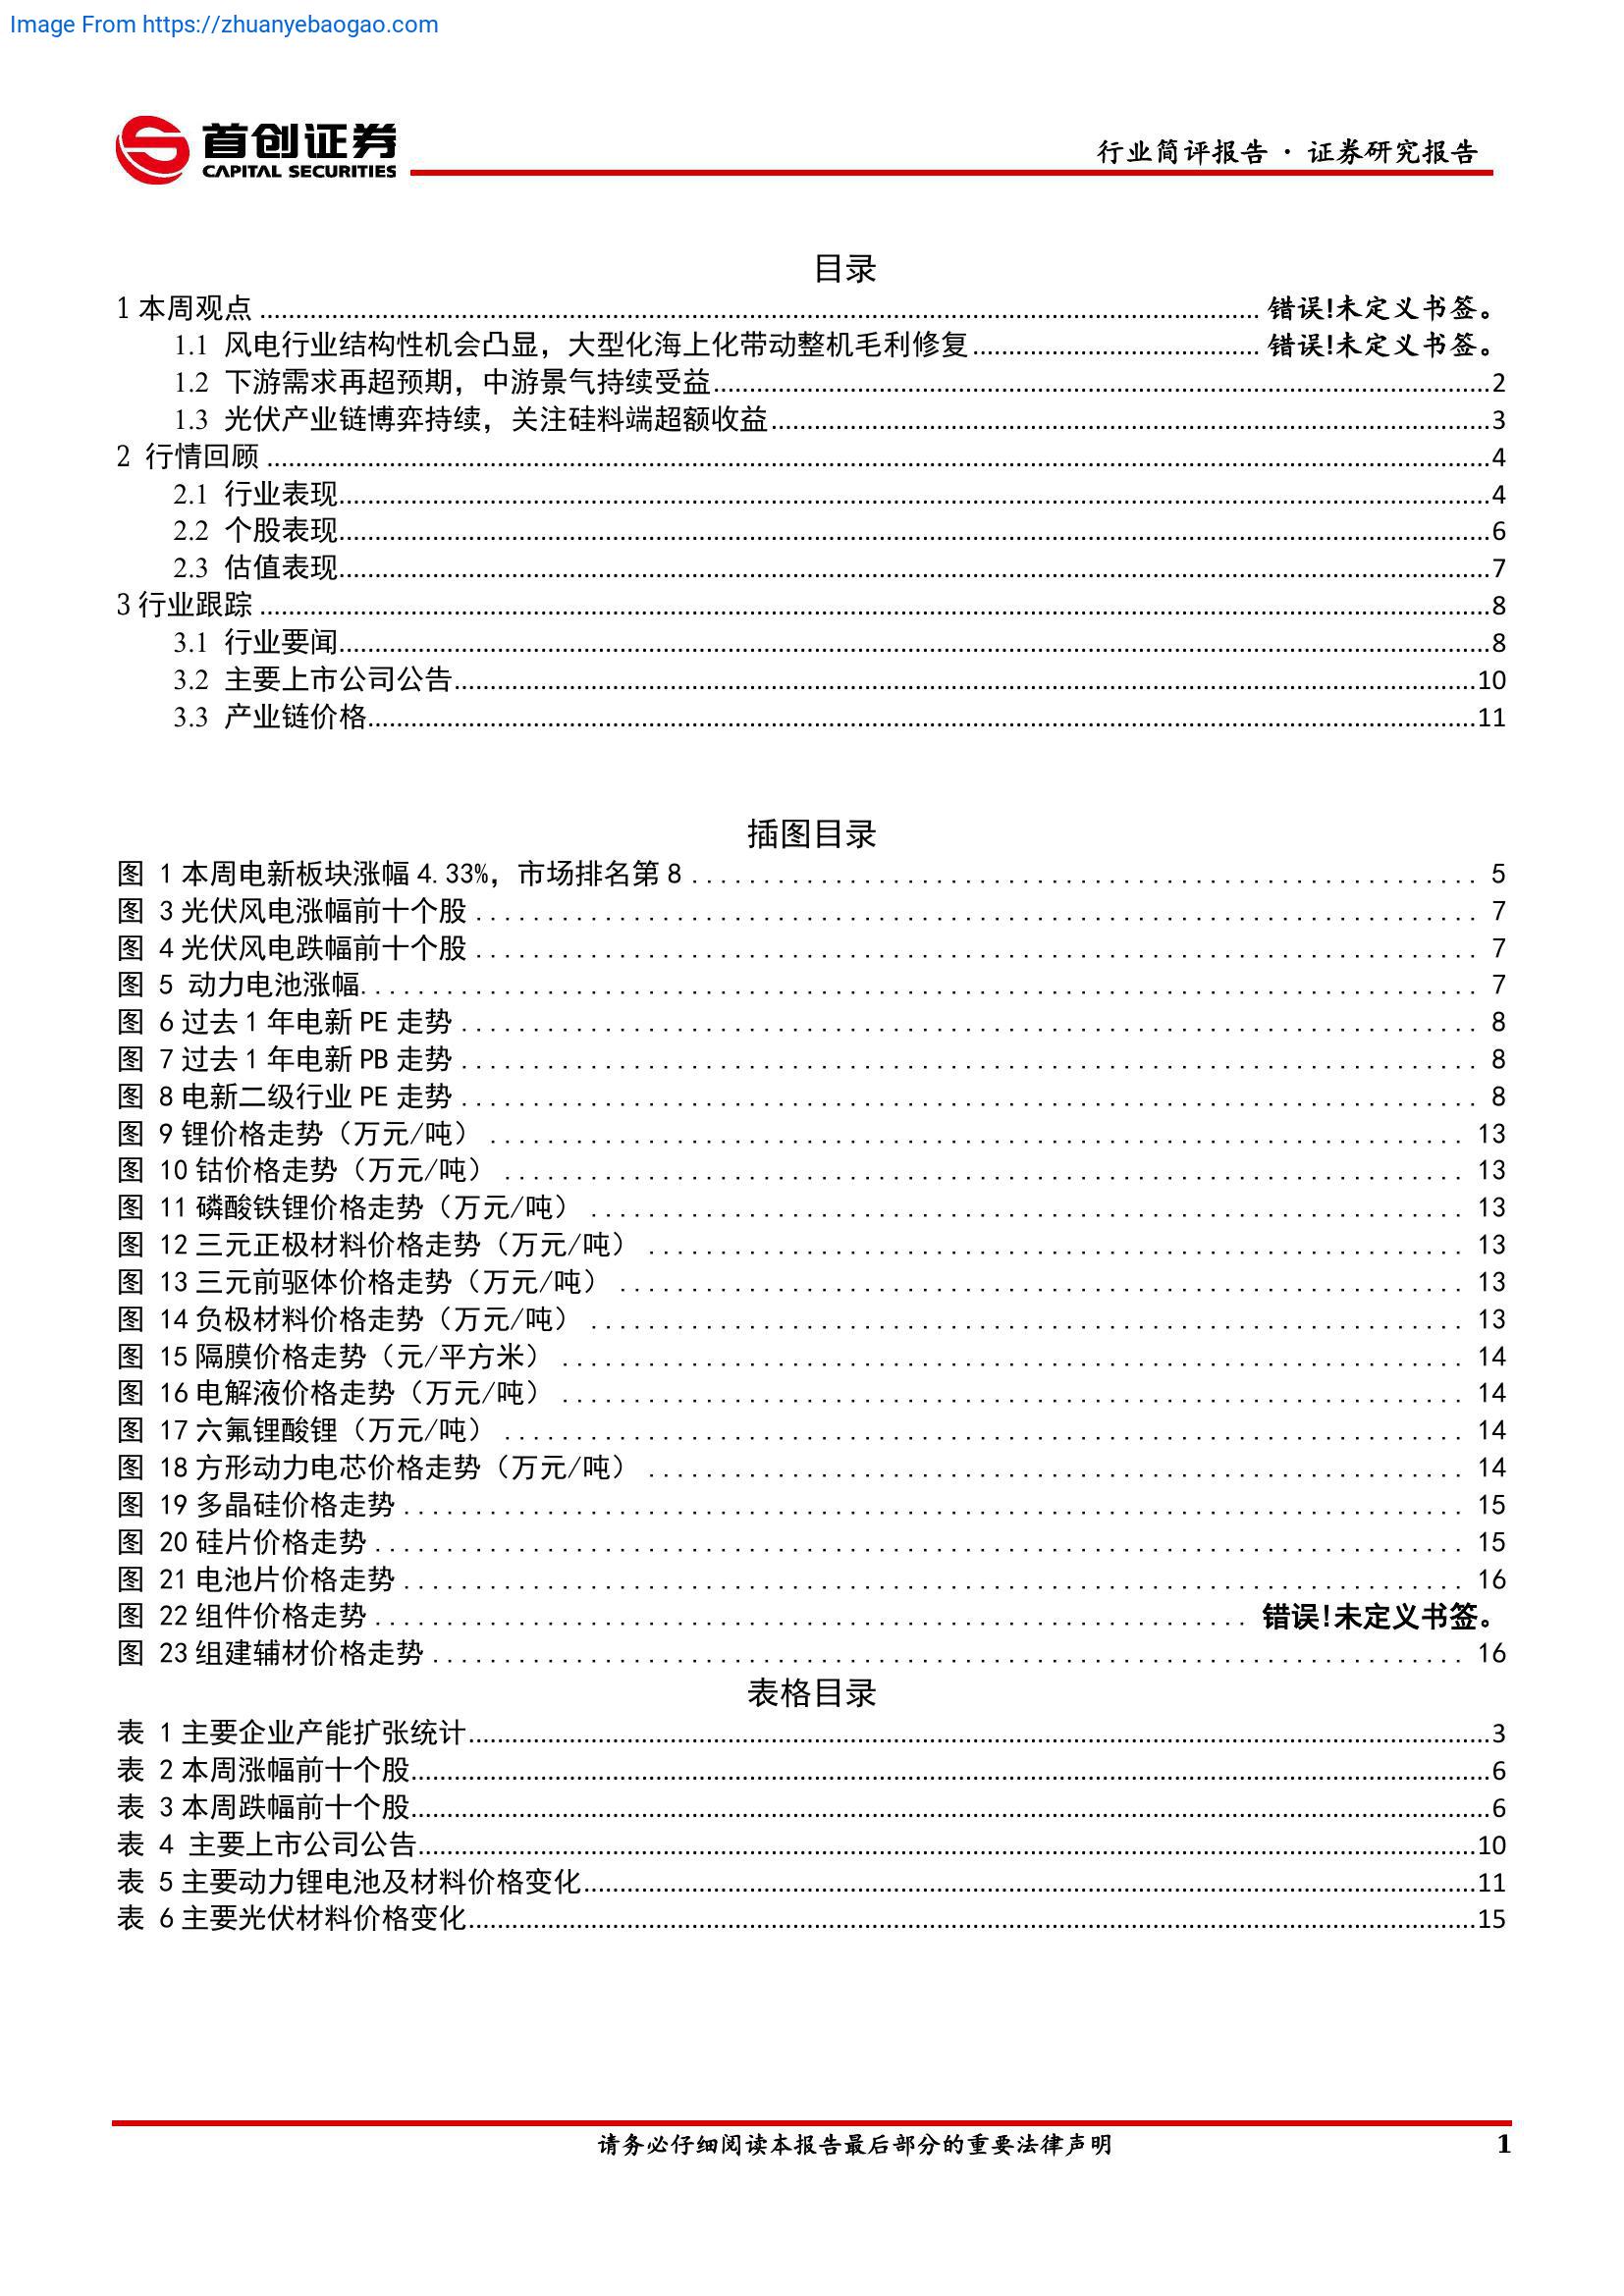 Image From https://zhuanyebaogao.com
首创证券
CAPITAL SECURITIES
行业简评报告 · 证券研究报告
目录
1 本周观点 ........ 错误!未定义书签。
1.1 风电行业结构性机会凸显，大型化海上化带动整机毛利修复 ........ 错误!未定义书签。
1.2 下游需求再超预期，中游景气持续受益 ........ 2
1.3 光伏产业链博弈持续，关注硅料端超额收益 ........ 3
2 行情回顾 ........ 4
2.1 行业表现 ........ 4
2.2 个股表现 ........ 6
2.3 估值表现 ........ 7
3 行业跟踪 ........ 8
3.1 行业要闻 ........ 8
3.2 主要上市公司公告 ........ 10
3.3 产业链价格 ........ 11
插图目录
图 1 本周电新板块涨幅 4.33%，市场排名第 8 ........ 5
图 3 光伏风电涨幅前十个股 ........ 7
图 4 光伏风电跌幅前十个股 ........ 7
图 5 动力电池涨幅 ........ 7
图 6 过去 1 年电新 PE 走势 ........ 8
图 7 过去 1 年电新 PB 走势 ........ 8
图 8 电新二级行业 PE 走势 ........ 8
图 9 锂价格走势（万元/吨） ........ 13
图 10 钴价格走势（万元/吨） ........ 13
图 11 磷酸铁锂价格走势（万元/吨） ........ 13
图 12 三元正极材料价格走势（万元/吨） ........ 13
图 13 三元前驱体价格走势（万元/吨） ........ 13
图 14 负极材料价格走势（万元/吨） ........ 13
图 15 隔膜价格走势（元/平方米） ........ 14
图 16 电解液价格走势（万元/吨） ........ 14
图 17 六氟锂酸锂（万元/吨） ........ 14
图 18 方形动力电芯价格走势（万元/吨） ........ 14
图 19 多晶硅价格走势 ........ 15
图 20 硅片价格走势 ........ 15
图 21 电池片价格走势 ........ 16
图 22 组件价格走势 ........ 错误!未定义书签。
图 23 组建辅材价格走势 ........ 16
表格目录
表 1 主要企业产能扩张统计 ........ 3
表 2 本周涨幅前十个股 ........ 6
表 3 本周跌幅前十个股 ........ 6
表 4 主要上市公司公告 ........ 10
表 5 主要动力锂电池及材料价格变化 ........ 11
表 6 主要光伏材料价格变化 ........ 15
请务必仔细阅读本报告最后部分的重要法律声明 1